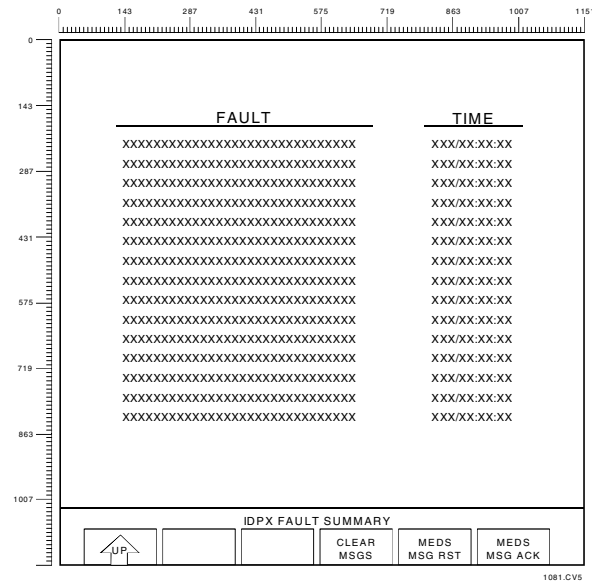 0 143 287 431 575 719 863 1007 115
0
143
FAULT TIME
XXXXXXXXXXXXXXXXXXXXXXXXXXXXXX XXX/XX:XX:XX
XXXXXXXXXXXXXXXXXXXXXXXXXXXXXX XXX/XX:XX:XX
287
XXXXXXXXXXXXXXXXXXXXXXXXXXXXXX XXX/XX:XX:XX
XXXXXXXXXXXXXXXXXXXXXXXXXXXXXX XXX/XX:XX:XX
XXXXXXXXXXXXXXXXXXXXXXXXXXXXXX XXX/XX:XX:XX
431
XXXXXXXXXXXXXXXXXXXXXXXXXXXXXX XXX/XX:XX:XX
XXXXXXXXXXXXXXXXXXXXXXXXXXXXXX XXX/XX:XX:XX
XXXXXXXXXXXXXXXXXXXXXXXXXXXXXX XXX/XX:XX:XX
575
XXXXXXXXXXXXXXXXXXXXXXXXXXXXXX XXX/XX:XX:XX
XXXXXXXXXXXXXXXXXXXXXXXXXXXXXX XXX/XX:XX:XX
XXXXXXXXXXXXXXXXXXXXXXXXXXXXXX XXX/XX:XX:XX
XXXXXXXXXXXXXXXXXXXXXXXXXXXXXX XXX/XX:XX:XX
719
XXXXXXXXXXXXXXXXXXXXXXXXXXXXXX XXX/XX:XX:XX
XXXXXXXXXXXXXXXXXXXXXXXXXXXXXX XXX/XX:XX:XX
XXXXXXXXXXXXXXXXXXXXXXXXXXXXXX XXX/XX:XX:XX
863
1007
IDPX FAULT SUMMARY
UP
CLEAR
MSGS
MEDS
MSG RST
MEDS
MSG ACK
1081.CV5